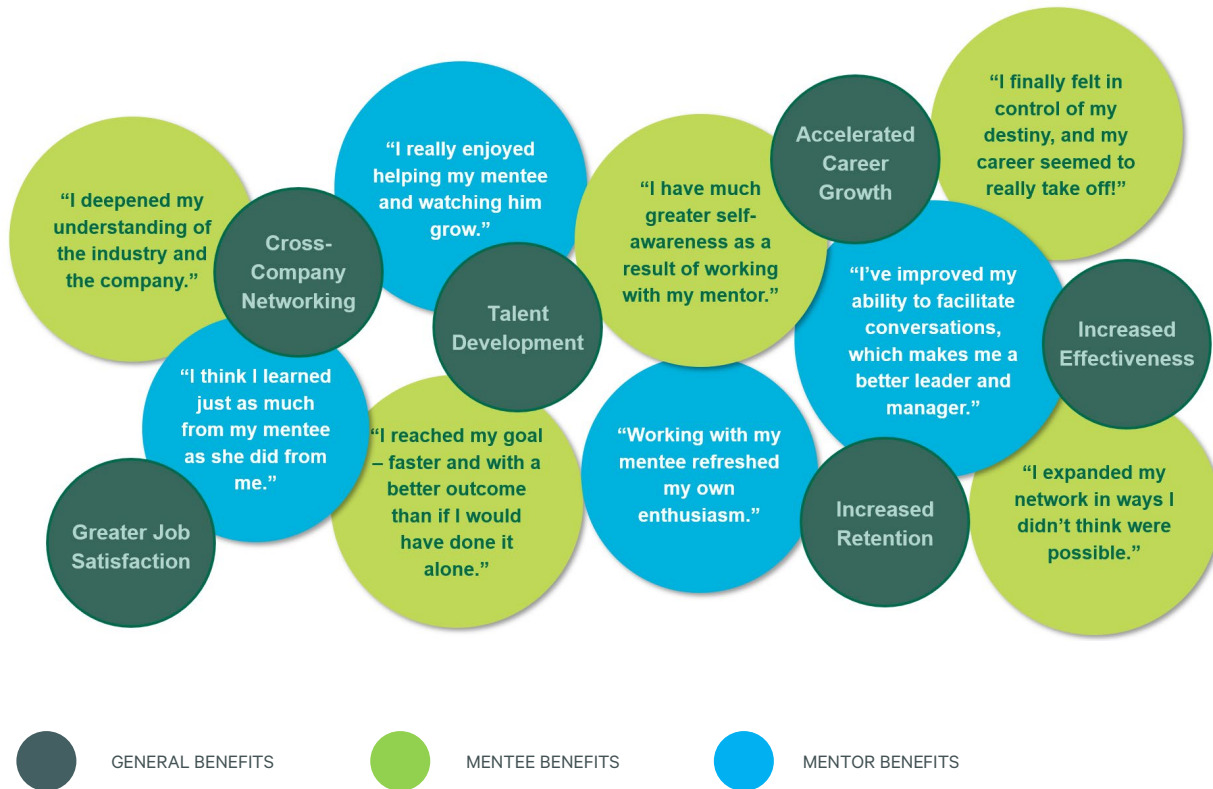 “I deepened my
understanding of
the industry and
the company.”
Cross-
Company
Networking
“I really enjoyed
helping my mentee
and watching him
grow.”
Talent
Development
“I have much
greater self-
awareness as a
result of working
with my mentor.”
Accelerated
Career
Growth
“I finally felt in
control of my
destiny, and my
career seemed to
really take off!”
“I’ve improved my
ability to facilitate
conversations,
which makes me a
better leader and
manager.”
Increased
Effectiveness
“I think I learned
just as much
from my mentee
as she did from
me.”
Greater Job
Satisfaction
“I reached my goal
– faster and with a
better outcome
than if I would
have done it
alone.”
“Working with my
mentee refreshed
my own
enthusiasm.”
Increased
Retention
“I expanded my
network in ways I
didn’t think were
possible.”
GENERAL BENEFITS
MENTEE BENEFITS
MENTOR BENEFITS